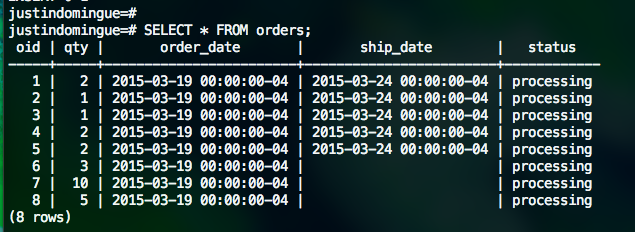 justindomingue=#
justindomingue=# SELECT * FROM orders;
 oid | qty |       order_date       |       ship_date        |   status
-----+-----+------------------------+------------------------+------------
   1 |   2 | 2015-03-19 00:00:00-04 | 2015-03-24 00:00:00-04 | processing
   2 |   1 | 2015-03-19 00:00:00-04 | 2015-03-24 00:00:00-04 | processing
   3 |   1 | 2015-03-19 00:00:00-04 | 2015-03-24 00:00:00-04 | processing
   4 |   2 | 2015-03-19 00:00:00-04 | 2015-03-24 00:00:00-04 | processing
   5 |   2 | 2015-03-19 00:00:00-04 | 2015-03-24 00:00:00-04 | processing
   6 |   3 | 2015-03-19 00:00:00-04 |                        | processing
   7 |  10 | 2015-03-19 00:00:00-04 |                        | processing
   8 |   5 | 2015-03-19 00:00:00-04 |                        | processing
(8 rows)